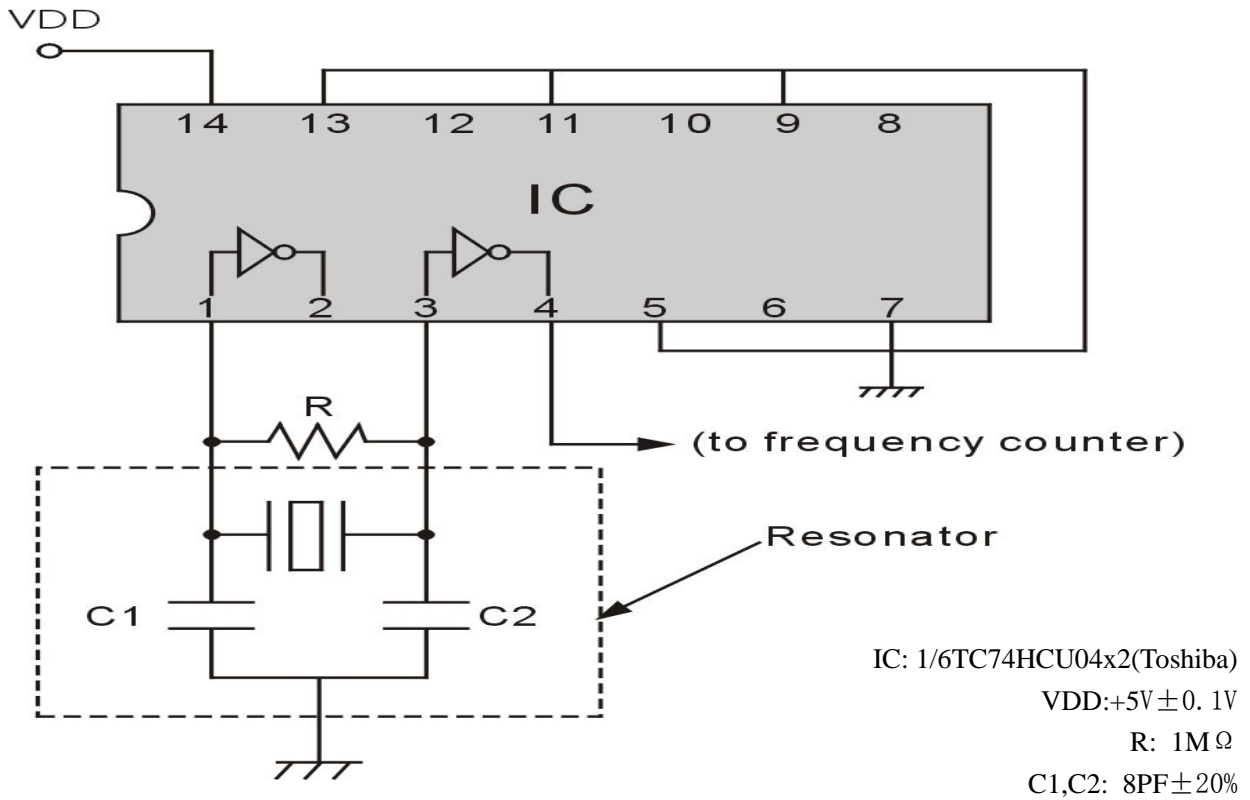 VDD
14 13 12 11 10 9 8
IC
1 2 3 4 5 6 7
R
(to frequency counter)
Resonator
C1
C2
IC: 1/6TC74HCU04x2(Toshiba)
VDD:+5V±0.1V
R: 1MΩ
C1,C2: 8PF±20%